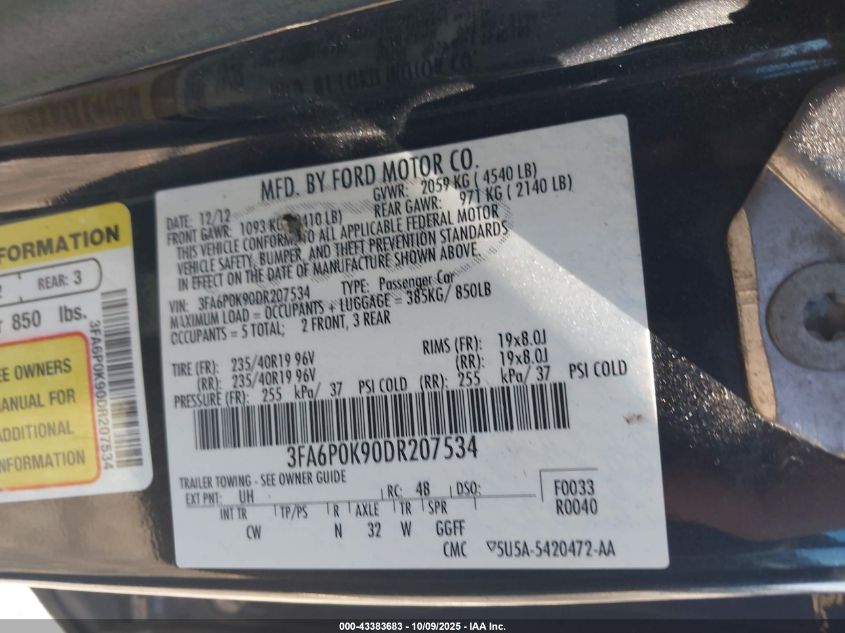 MFD. BY FORD MOTOR CO.
DATE: 12/12 GVWR: 2059 KG ( 4540 LB)
FRONT GAWR: 1093 KG 410 LB) REAR GAWR: 971 KG ( 2140 LB)
THIS VEHICLE CONFORMS TO ALL APPLICABLE FEDERAL MOTOR
VEHICLE SAFETY, BUMPER, AND THEFT PREVENTION STANDARDS
IN EFFECT ON THE DATE OF MANUFACTURE SHOWN ABOVE.
VIN: 3FA6P0K90DR207534 TYPE: Passenger Car
MAXIMUM LOAD = OCCUPANTS + LUGGAGE = 385KG/ 850LB
OCCUPANTS = 5 TOTAL; 2 FRONT, 3 REAR
TIRE (FR): 235/40R19 96V RIMS (FR): 19x8.0J
(RR): 235/40R19 96V (RR): 19x8.0J
PRESSURE (FR): 255 kPa/ 37 PSI COLD (RR): 255 kPa/ 37 PSI COLD
3FA6P0K90DR207534
TRAILER TOWING - SEE OWNER GUIDE
EXT PNT: UH RC: 48 DSO: F0033
INT TR TP/PS R AXLE TR SPR R0040
CW N 32 W GGFF
CMC 5U5A-5420472-AA
FORMATION
REAR: 3
850 lbs.
3FA6P0K90DR207534
EE OWNERS
MANUAL FOR
ADDITIONAL
FORMATION
000-43383683 | 10/09/2025 - IAA Inc.